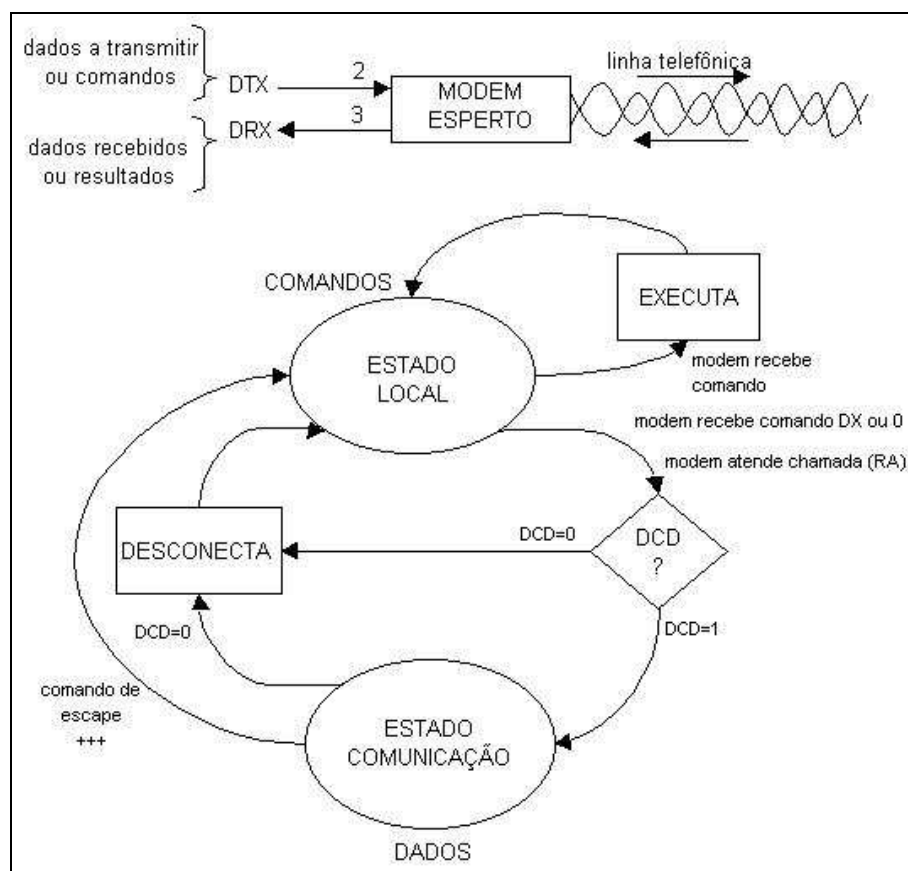 dados a transmitir
ou comandos
DTX
2
MODEM
ESPERTO
linha telefônica
DRX
3
dados recebidos
ou resultados
COMANDOS
EXECUTA
ESTADO
LOCAL
modem recebe
comando
modem recebe comando DX ou 0
modem atende chamada (RA)
DESCONECTA
DCD=0
DCD
?
DCD=0
DCD=1
comando de
escape
+++
ESTADO
COMUNICAÇÃO
DADOS